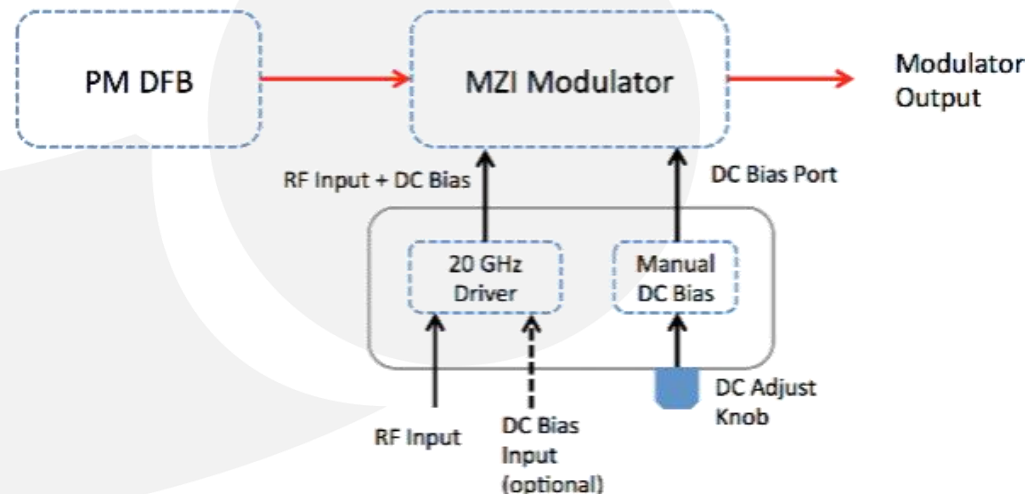 PM DFB
MZI Modulator
Modulator
Output
RF Input + DC Bias
DC Bias Port
20 GHz
Driver
Manual
DC Bias
RF Input
DC Bias
Input
(optional)
DC Adjust
Knob